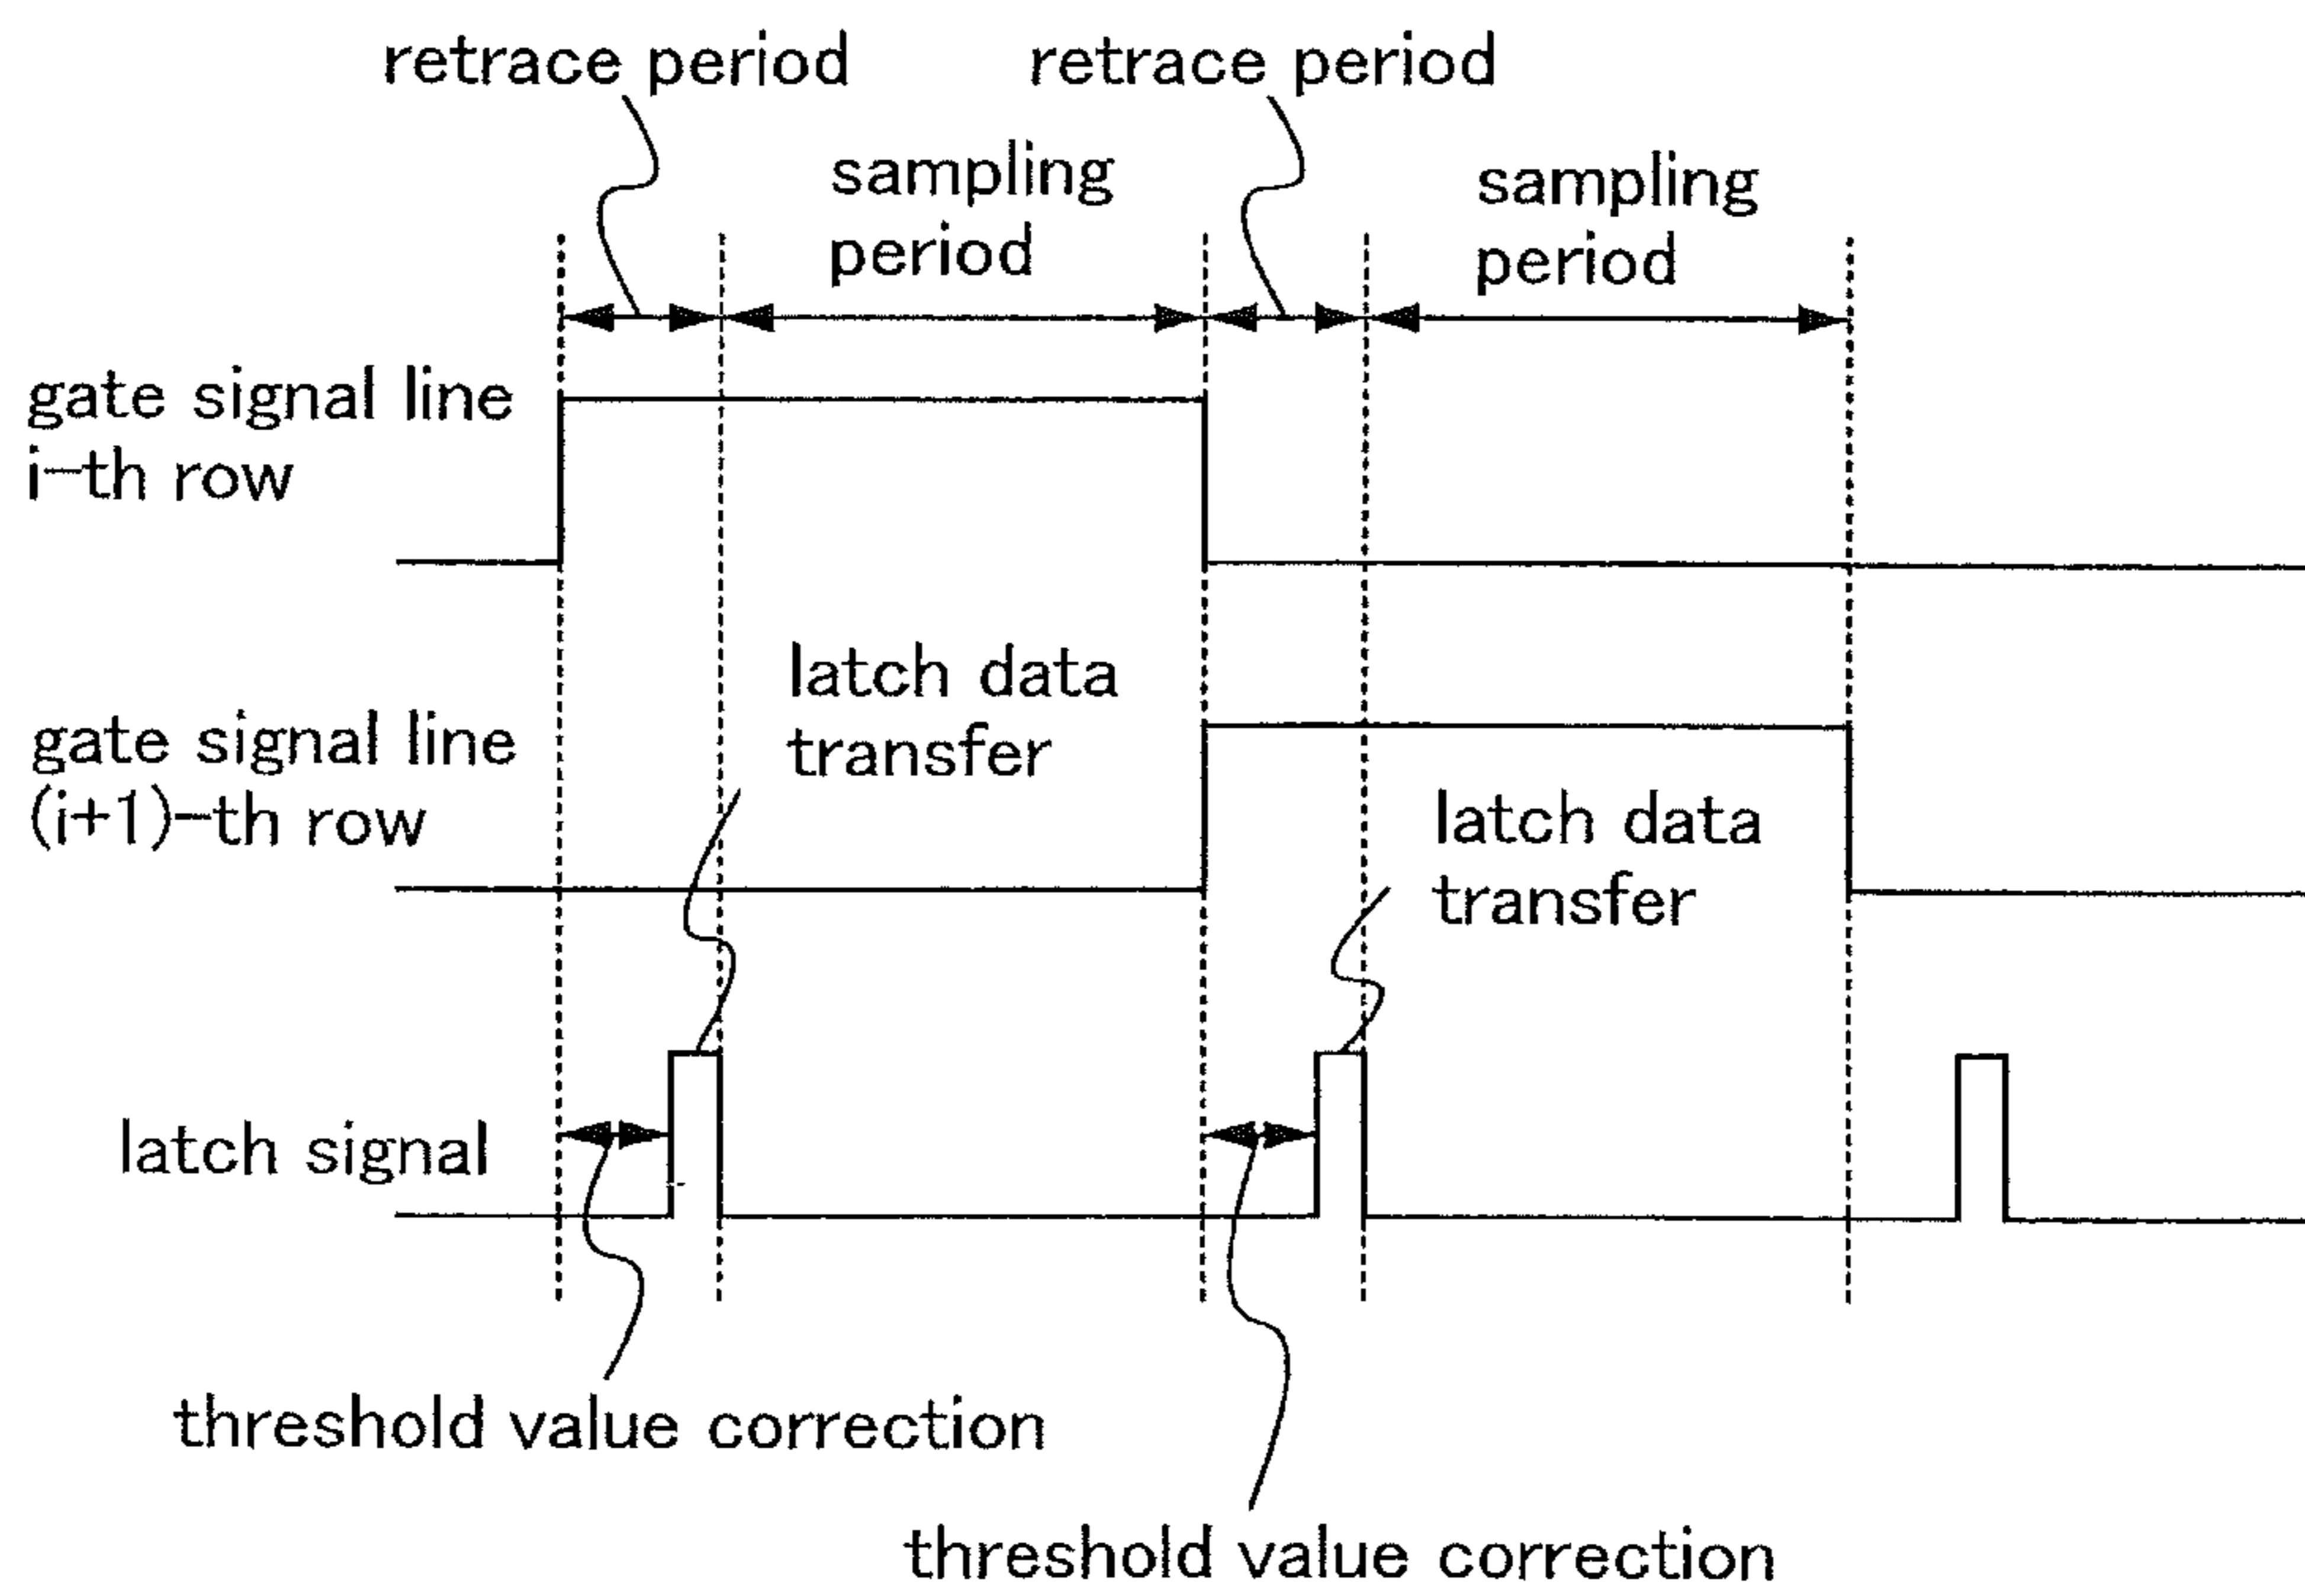 retrace period
retrace period
sampling
period
sampling
period
gate signal line
i-th row
latch data
transfer
gate signal line
(i+1)-th row
latch data
transfer
latch signal
threshold value correction
threshold value correction